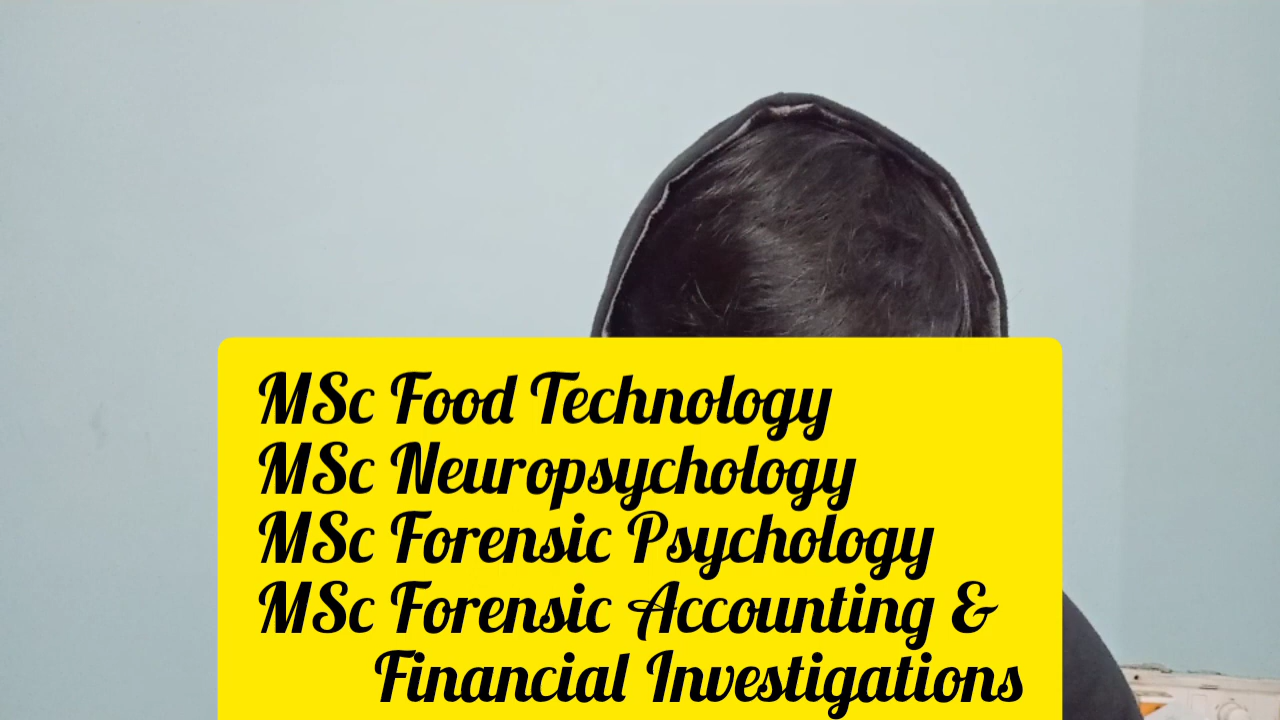 MSc Food Technology
MSc Neuropsychology
MSc Forensic Psychology
MSc Forensic Accounting &
Financial Investigations